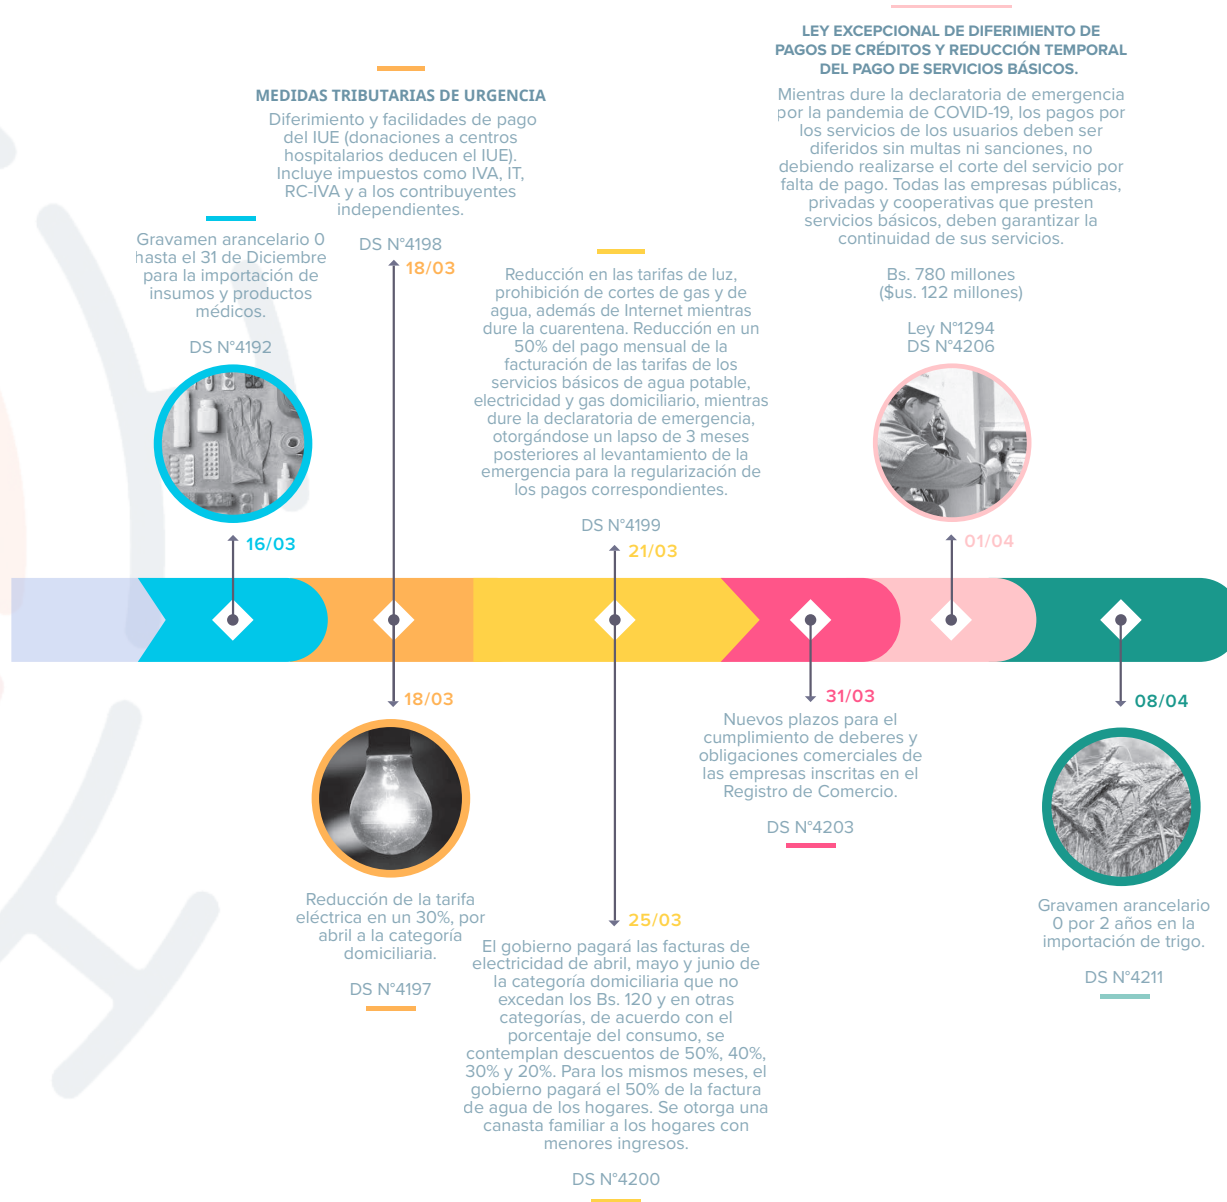 LEY EXCEPCIONAL DE DIFERIMIENTO DE
PAGOS DE CRÉDITOS Y REDUCCIÓN TEMPORAL
DEL PAGO DE SERVICIOS BÁSICOS.
Mientras dure la declaratoria de emergencia
por la pandemia de COVID-19, los pagos por
los servicios de los usuarios deben ser
diferidos sin multas ni sanciones, no
debiendo realizarse el corte del servicio por
falta de pago. Todas las empresas públicas,
privadas y cooperativas que presten
servicios básicos, deben garantizar la
continuidad de sus servicios.
Bs. 780 millones
($us. 122 millones)
Ley N°1294
DS N°4206
01/04
MEDIDAS TRIBUTARIAS DE URGENCIA
Diferimiento y facilidades de pago
del IUE (donaciones a centros
hospitalarios deducen el IUE).
Incluye impuestos como IVA, IT,
RC-IVA y a los contribuyentes
independientes.
DS N°4198
18/03
Gravamen arancelario 0
hasta el 31 de Diciembre
para la importación de
insumos y productos
médicos.
DS N°4192
16/03
Reducción en las tarifas de luz,
prohibición de cortes de gas y de
agua, además de Internet mientras
dure la cuarentena. Reducción en un
50% del pago mensual de la
facturación de las tarifas de los
servicios básicos de agua potable,
electricidad y gas domiciliario, mientras
dure la declaratoria de emergencia,
otorgándose un lapso de 3 meses
posteriores al levantamiento de la
emergencia para la regularización de
los pagos correspondientes.
DS N°4199
21/03
18/03
Reducción de la tarifa
eléctrica en un 30%, por
abril a la categoría
domiciliaria.
DS N°4197
25/03
El gobierno pagará las facturas de
electricidad de abril, mayo y junio de
la categoría domiciliaria que no
excedan los Bs. 120 y en otras
categorías, de acuerdo con el
porcentaje del consumo, se
contemplan descuentos de 50%, 40%,
30% y 20%. Para los mismos meses, el
gobierno pagará el 50% de la factura
de agua de los hogares. Se otorga una
canasta familiar a los hogares con
menores ingresos.
DS N°4200
31/03
Nuevos plazos para el
cumplimiento de deberes y
obligaciones comerciales de
las empresas inscritas en el
Registro de Comercio.
DS N°4203
08/04
Gravamen arancelario
0 por 2 años en la
importación de trigo.
DS N°4211